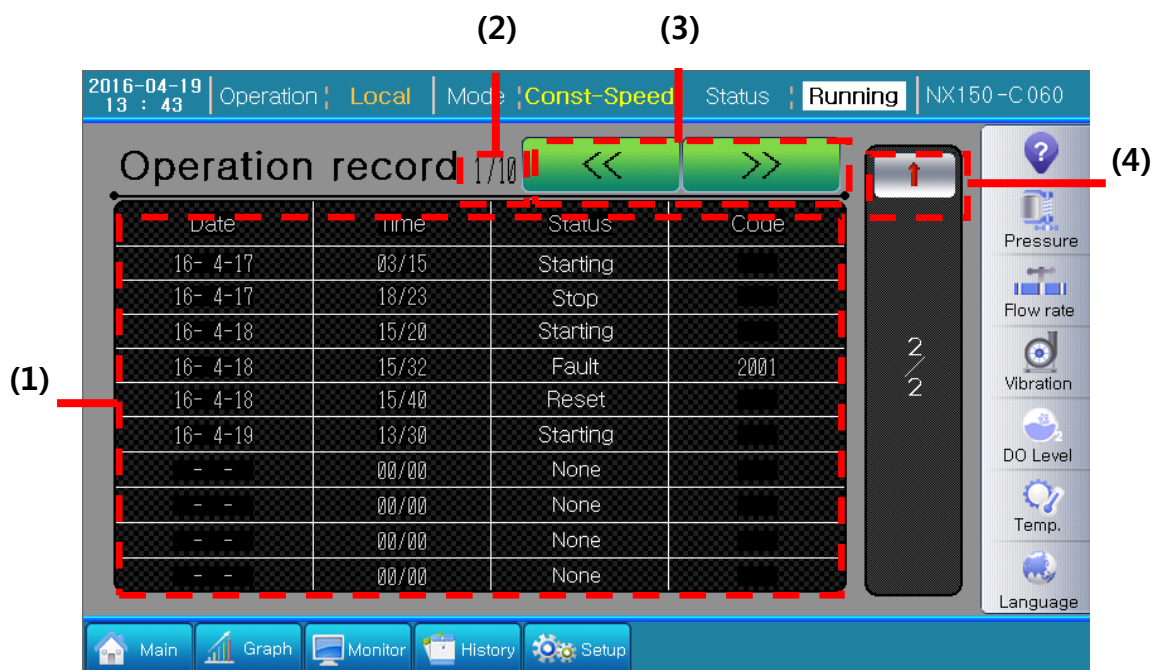 (2) (3)
2016-04-19
13 : 43
Operation ¦ Local Mode ¦ Const-Speed Status ¦ Running NX150-C060
Operation record 1/10 << >> ↑ ? (4)
Date Time Status Code
Pressure
16- 4-17 03/15 Starting
16- 4-17 18/23 Stop
Flow rate
16- 4-18 15/20 Starting
16- 4-18 15/32 Fault 2001
2/2
(1)
Vibration
16- 4-18 15/40 Reset
16- 4-19 13/30 Starting
DO Level
- - 00/00 None
- - 00/00 None
Temp.
- - 00/00 None
- - 00/00 None
Language
Main Graph Monitor History Setup